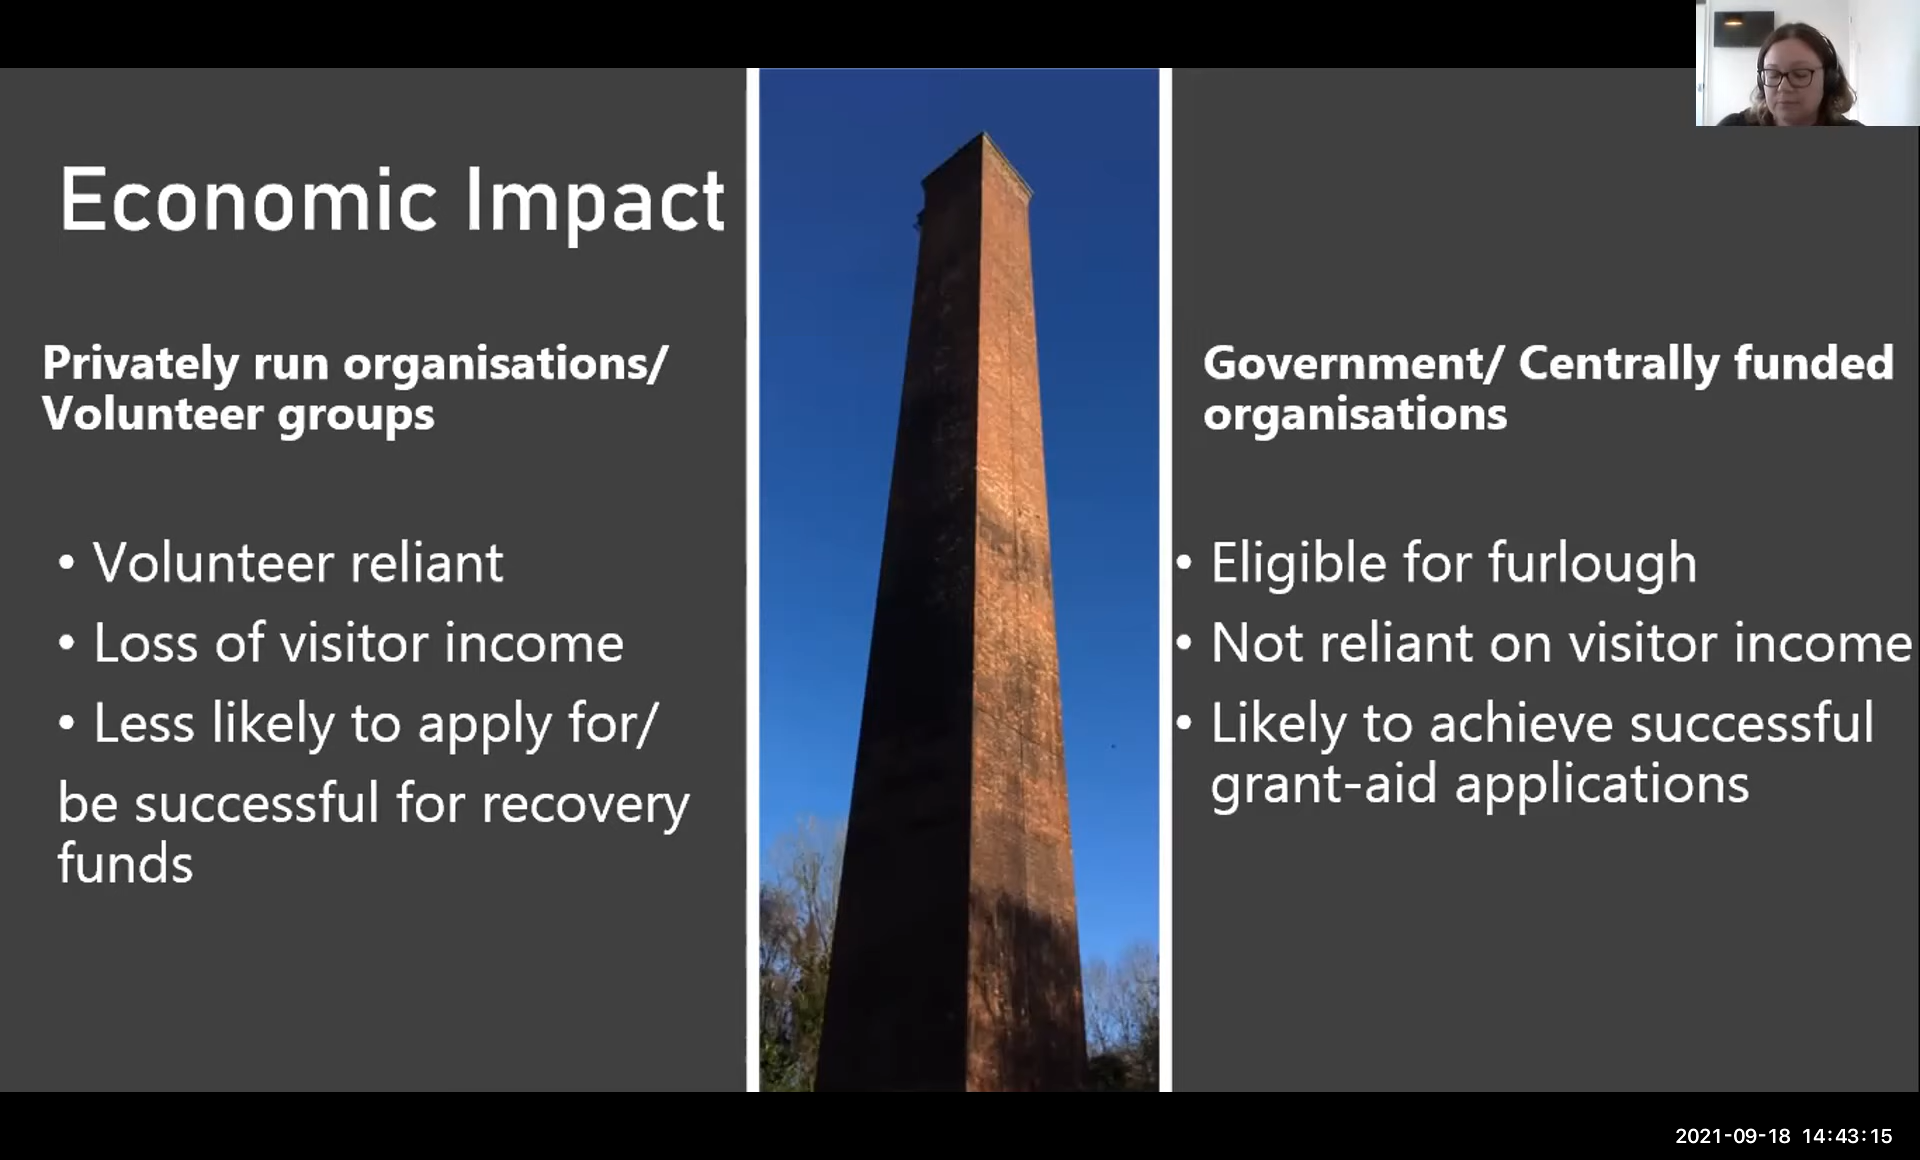 Economic Impact
Privately run organisations/
Volunteer groups
• Volunteer reliant
• Loss of visitor income
• Less likely to apply for/
be successful for recovery
funds
Government/ Centrally funded
organisations
• Eligible for furlough
• Not reliant on visitor income
• Likely to achieve successful
grant-aid applications
2021-09-18 14:43:15